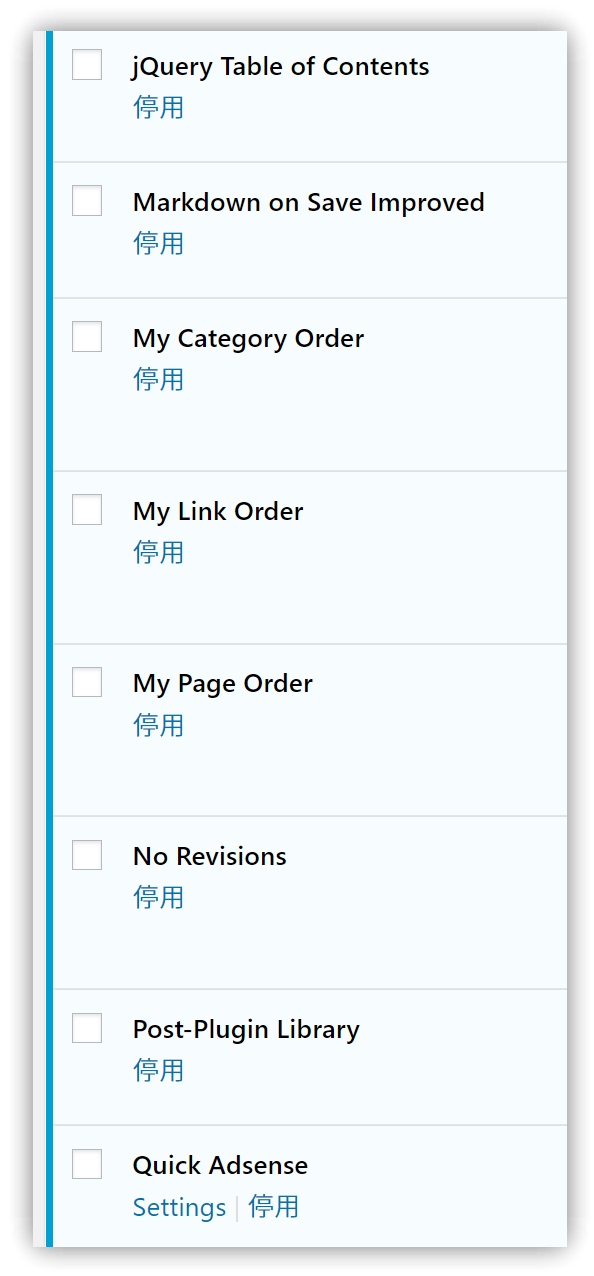 jQuery Table of Contents
停用
Markdown on Save Improved
停用
My Category Order
停用
My Link Order
停用
My Page Order
停用
No Revisions
停用
Post-Plugin Library
停用
Quick Adsense
Settings | 停用